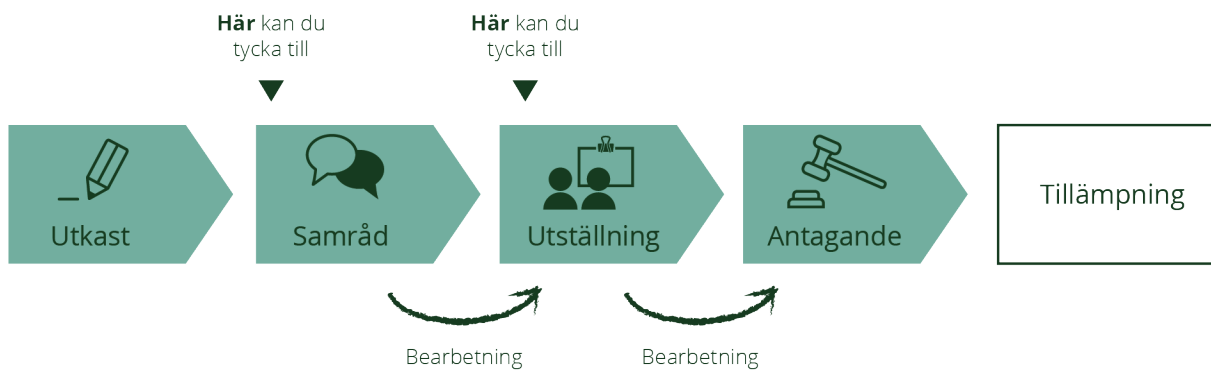 Här kan du
tycka till
Här kan du
tycka till
Utkast
Samråd
Utställning
Antagande
Tillämpning
Bearbetning
Bearbetning